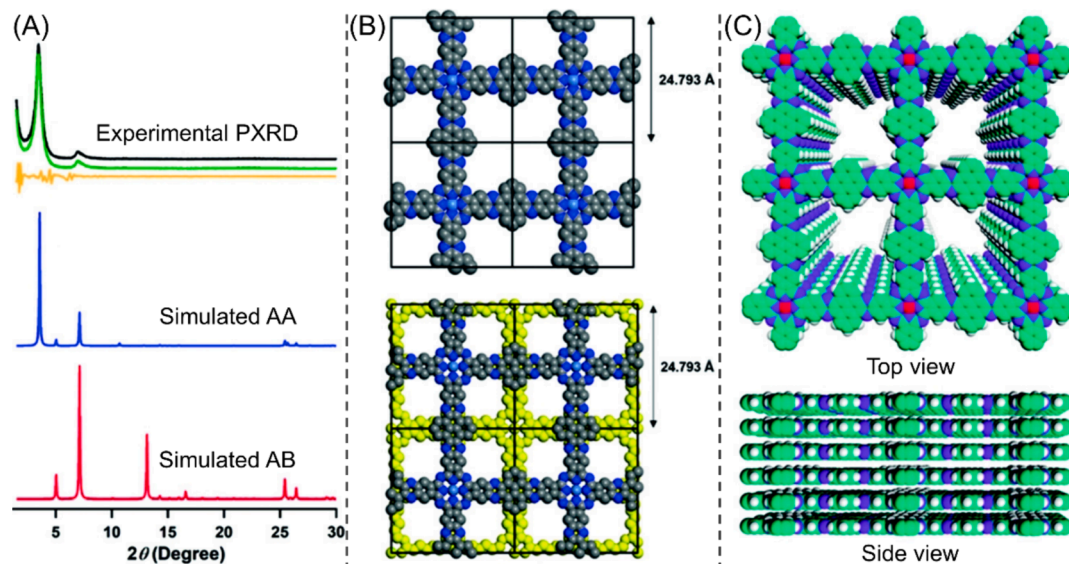 (A)
Experimental PXRD
Simulated AA
Simulated AB
5 10 15 20 25 30
2θ (Degree)
(B)
24.793 Å
24.793 Å
(C)
Top view
Side view